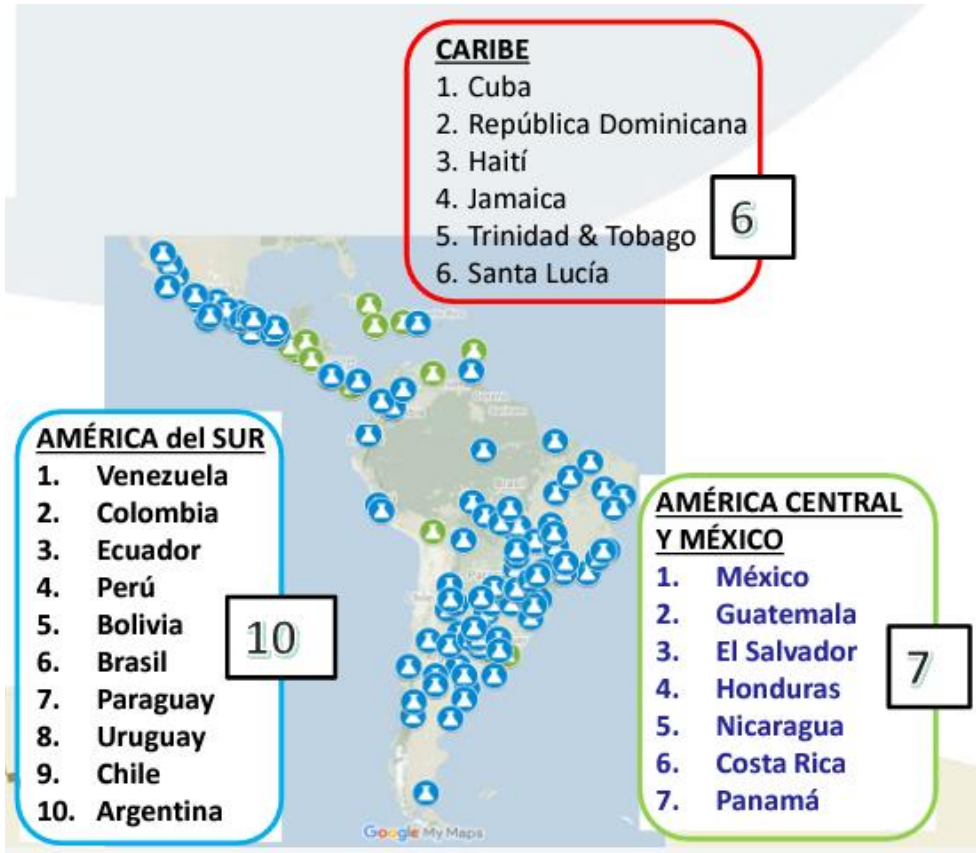 CARIBE
1. Cuba
2. República Dominicana
3. Haití
4. Jamaica
5. Trinidad & Tobago
6. Santa Lucía
6
AMÉRICA del SUR
1. Venezuela
2. Colombia
3. Ecuador
4. Perú
5. Bolivia
6. Brasil
7. Paraguay
8. Uruguay
9. Chile
10. Argentina
10
AMÉRICA CENTRAL
Y MÉXICO
1. México
2. Guatemala
3. El Salvador
4. Honduras
5. Nicaragua
6. Costa Rica
7. Panamá
7
Google My Maps